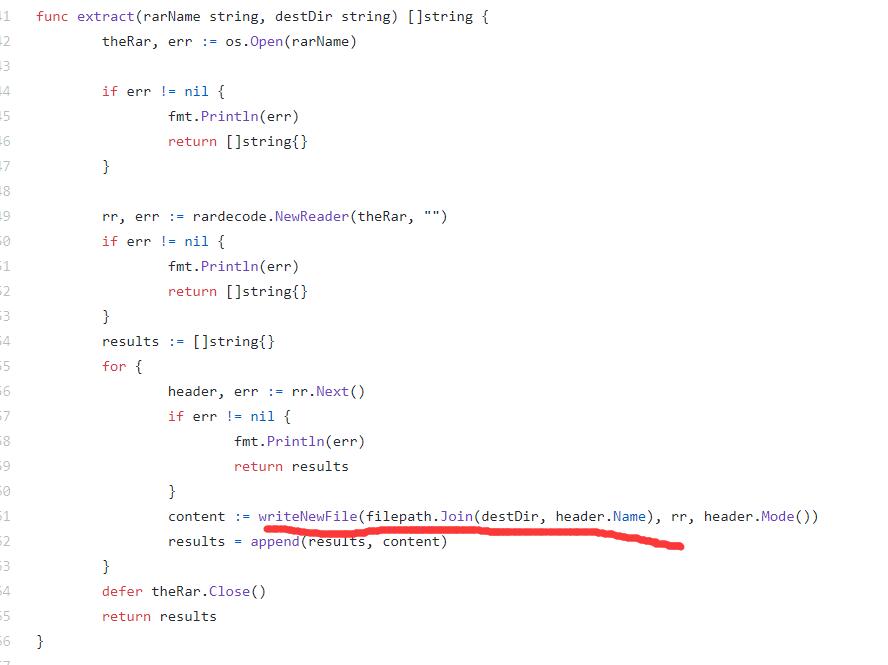 41 func extract(rarName string, destDir string) []string {
42 theRar, err := os.Open(rarName)
43
44 if err != nil {
45 fmt.Println(err)
46 return []string{}
47 }
48
49 rr, err := rardecode.NewReader(theRar, "")
50 if err != nil {
51 fmt.Println(err)
52 return []string{}
53 }
54 results := []string{}
55 for {
56 header, err := rr.Next()
57 if err != nil {
58 fmt.Println(err)
59 return results
60 }
61 content := writeNewFile(filepath.Join(destDir, header.Name), rr, header.Mode())
62 results = append(results, content)
63 }
64 defer theRar.Close()
65 return results
66 }